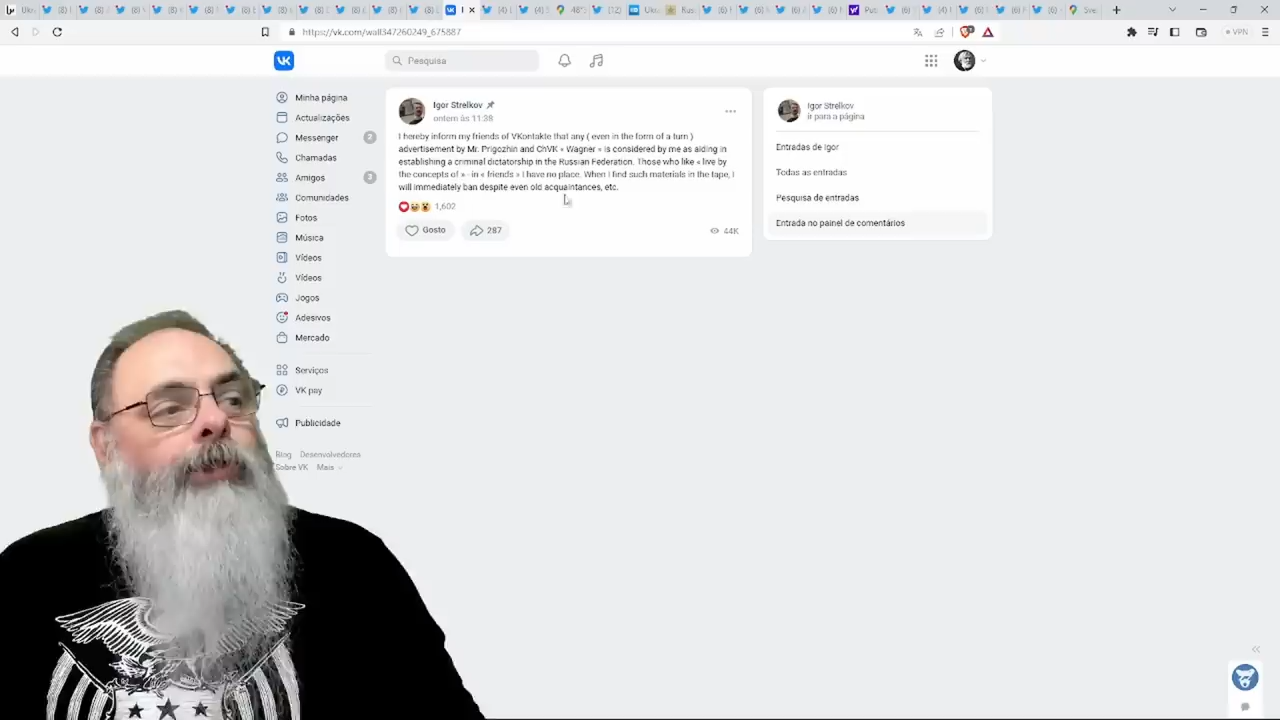 https://vk.com/wall347260249_675887
VPN
Pesquisa
Minha página
Actualizações
Messenger 2
Chamadas
Amigos 3
Comunidades
Fotos
Música
Vídeos
Vídeos
Jogos
Adesivos
Mercado
Serviços
VK pay
Publicidade
Blog Desenvolvedores
Sobre VK Mais
Igor Strelkov
ontem às 11:38
I hereby inform my friends of VKontakte that any ( even in the form of a turn )
advertisement by Mr. Prigozhin and ChVK « Wagner » is considered by me as aiding in
establishing a criminal dictatorship in the Russian Federation. Those who like « live by
the concepts of » - in « friends » I have no place. When I find such materials in the tape, I
will immediately ban despite even old acquaintances, etc.
1,602
Gosto 287 44K
Igor Strelkov
ir para a página
Entradas de Igor
Todas as entradas
Pesquisa de entradas
Entrada no painel de comentários